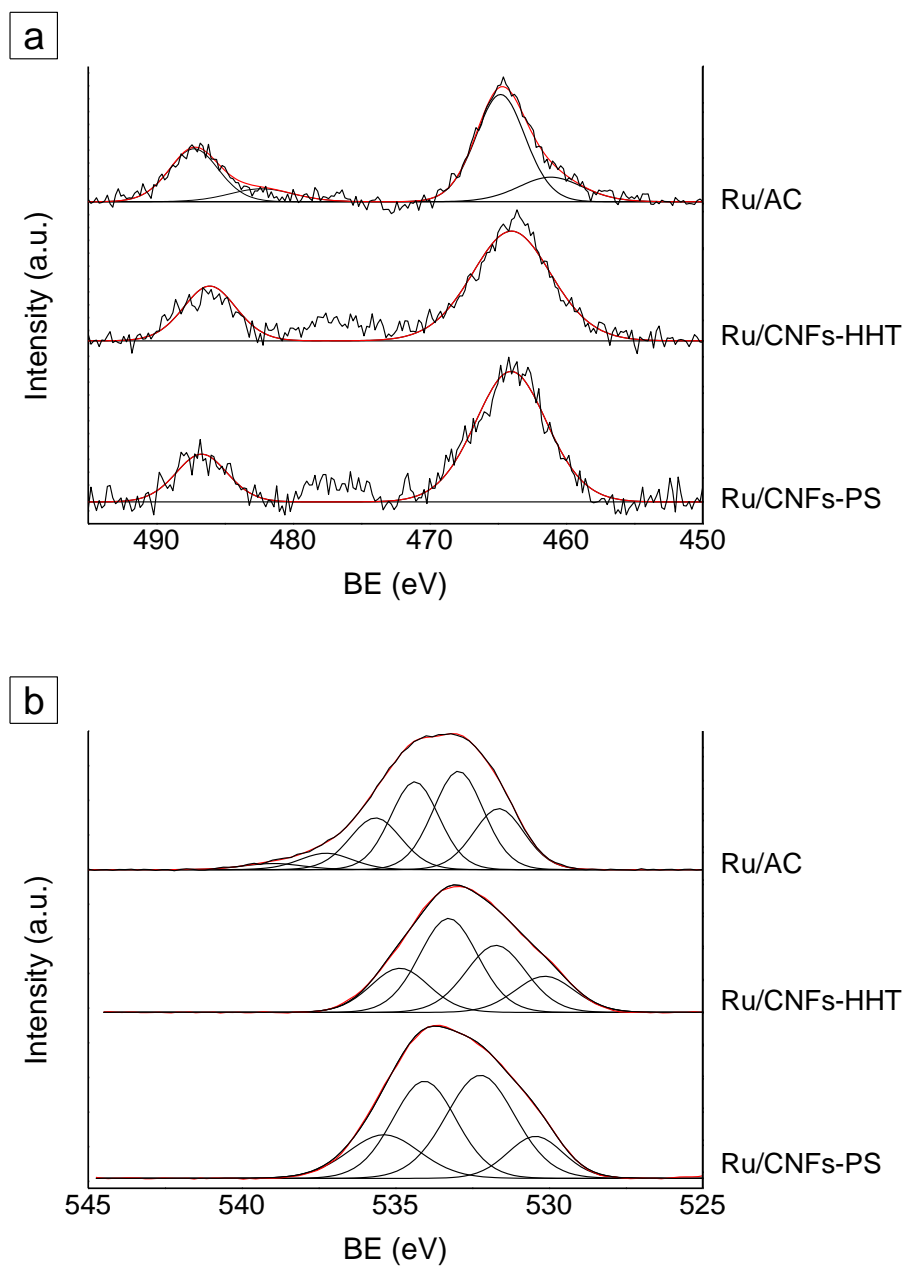 a
Intensity (a.u.)
Ru/AC
Ru/CNFs-HHT
Ru/CNFs-PS
490 480 470 460 450
BE (eV)
b
Intensity (a.u.)
Ru/AC
Ru/CNFs-HHT
Ru/CNFs-PS
545 540 535 530 525
BE (eV)